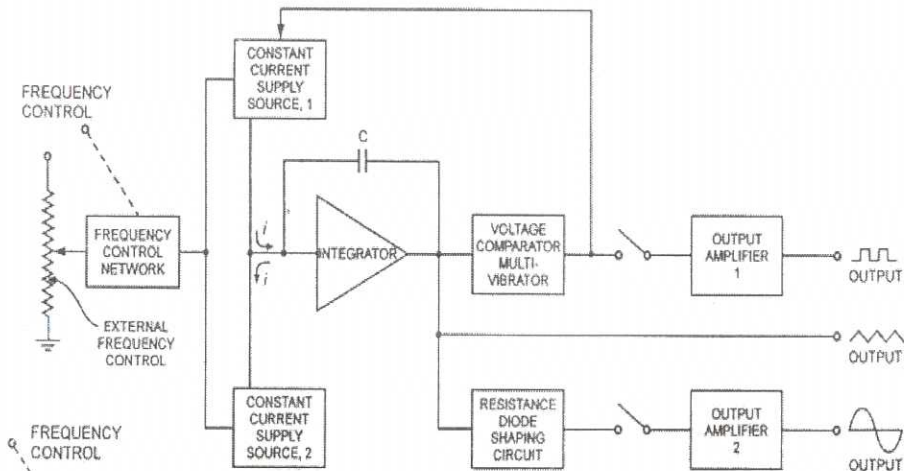 CONSTANT
CURRENT
SUPPLY
SOURCE, 1
FREQUENCY
CONTROL
C
FREQUENCY
CONTROL
NETWORK
i
i
INTEGRATOR
VOLTAGE
COMPARATOR
MULTI-
VIBRATOR
OUTPUT
AMPLIFIER
1
OUTPUT
EXTERNAL
FREQUENCY
CONTROL
OUTPUT
CONSTANT
CURRENT
SUPPLY
SOURCE, 2
RESISTANCE
DIODE
SHAPING
CIRCUIT
OUTPUT
AMPLIFIER
2
OUTPUT
FREQUENCY
CONTROL